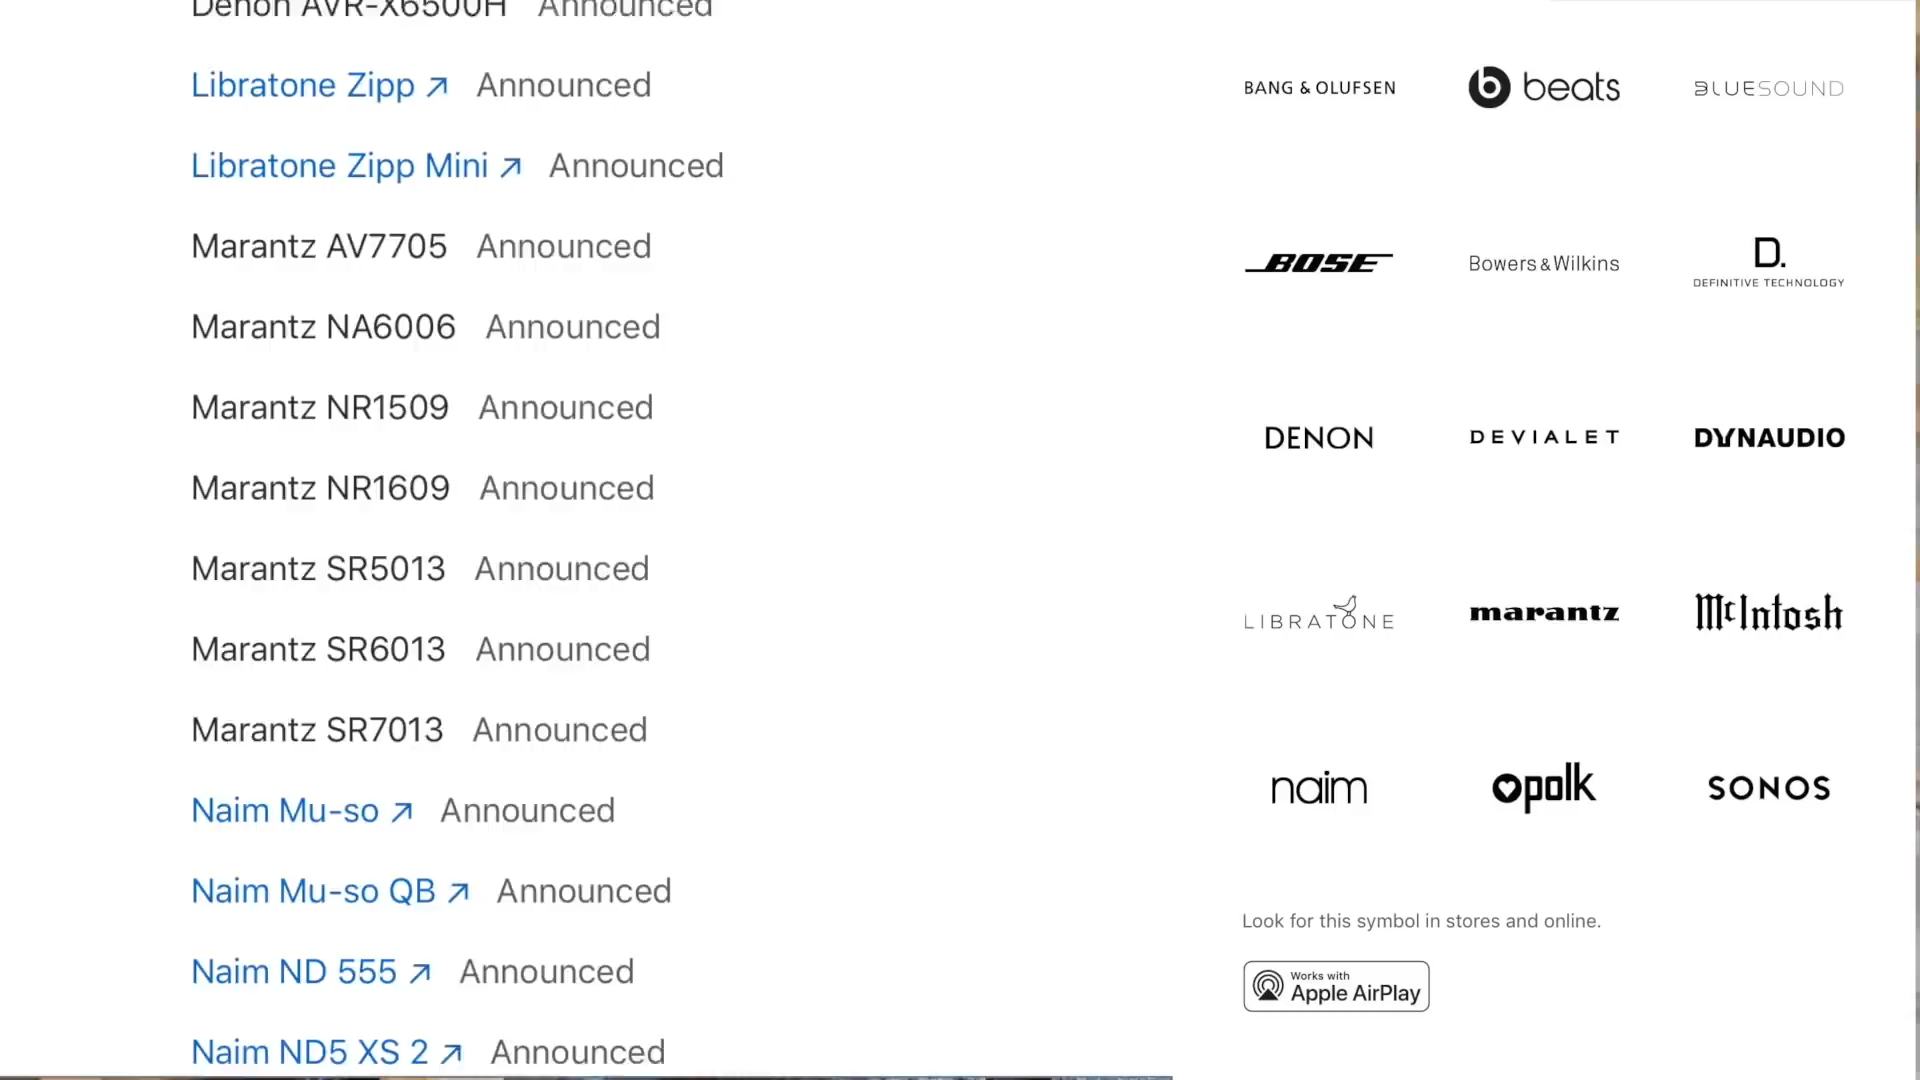 Denon AVR-X6500H Announced
Libratone Zipp ↗ Announced
Libratone Zipp Mini ↗ Announced
Marantz AV7705 Announced
Marantz NA6006 Announced
Marantz NR1509 Announced
Marantz NR1609 Announced
Marantz SR5013 Announced
Marantz SR6013 Announced
Marantz SR7013 Announced
Naim Mu-so ↗ Announced
Naim Mu-so QB ↗ Announced
Naim ND 555 ↗ Announced
Naim ND5 XS 2 ↗ Announced
BANG & OLUFSEN
beats
BLUESOUND
BOSE
Bowers & Wilkins
D.
DEFINITIVE TECHNOLOGY
DENON
DEVIALET
DYNAUDIO
LIBRATONE
marantz
McIntosh
naim
polk
SONOS
Look for this symbol in stores and online.
Works with
Apple AirPlay